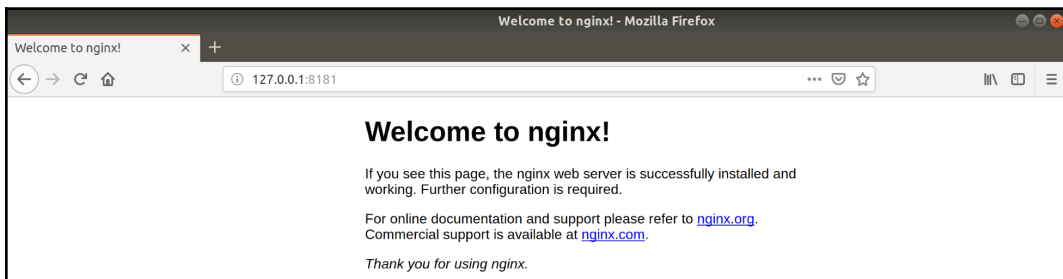 Welcome to nginx! - Mozilla Firefox
Welcome to nginx!
127.0.0.1:8181
Welcome to nginx!
If you see this page, the nginx web server is successfully installed and
working. Further configuration is required.
For online documentation and support please refer to nginx.org.
Commercial support is available at nginx.com.
Thank you for using nginx.